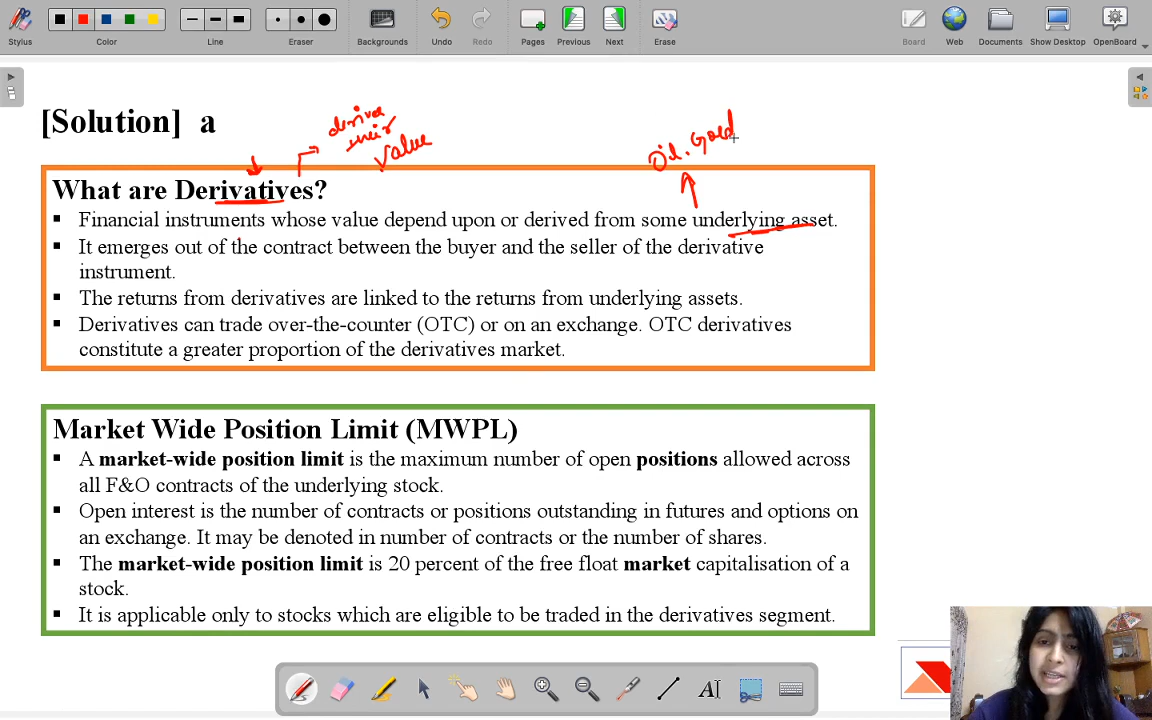 Stylus
Color
Line
Eraser
Backgrounds
Undo
Redo
Pages
Previous
Next
Erase
Board
Web
Documents
Show Desktop
OpenBoard
[Solution] a
derive
their
Value
Oil. Gold
What are Derivatives?
▪ Financial instruments whose value depend upon or derived from some underlying asset.
▪ It emerges out of the contract between the buyer and the seller of the derivative
instrument.
▪ The returns from derivatives are linked to the returns from underlying assets.
▪ Derivatives can trade over-the-counter (OTC) or on an exchange. OTC derivatives
constitute a greater proportion of the derivatives market.
Market Wide Position Limit (MWPL)
▪ A market-wide position limit is the maximum number of open positions allowed across
all F&O contracts of the underlying stock.
▪ Open interest is the number of contracts or positions outstanding in futures and options on
an exchange. It may be denoted in number of contracts or the number of shares.
▪ The market-wide position limit is 20 percent of the free float market capitalisation of a
stock.
▪ It is applicable only to stocks which are eligible to be traded in the derivatives segment.